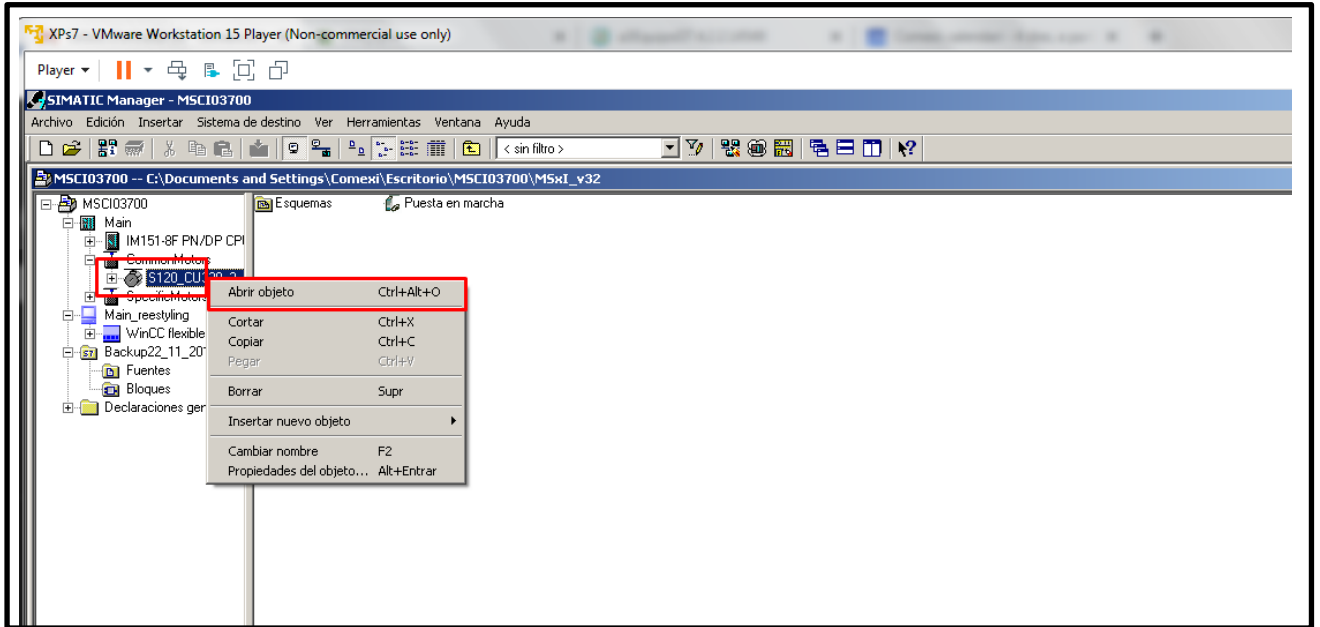 XPs7 - VMware Workstation 15 Player (Non-commercial use only)
Player
SIMATIC Manager - MSCI03700
Archivo Edición Insertar Sistema de destino Ver Herramientas Ventana Ayuda
< sin filtro >
MSCI03700 -- C:\Documents and Settings\Comexi\Escritorio\MSCI03700\MSxI_v32
MSCI03700
Main
IM151-8F PN/DP CPU
CommonMotors
S120_CU320_2
SpecificMotors
Main_reestyling
WinCC flexible
Backup22_11_20
Fuentes
Bloques
Declaraciones ger
Esquemas Puesta en marcha
Abrir objeto Ctrl+Alt+O
Cortar Ctrl+X
Copiar Ctrl+C
Pegar Ctrl+V
Borrar Supr
Insertar nuevo objeto
Cambiar nombre F2
Propiedades del objeto... Alt+Entrar